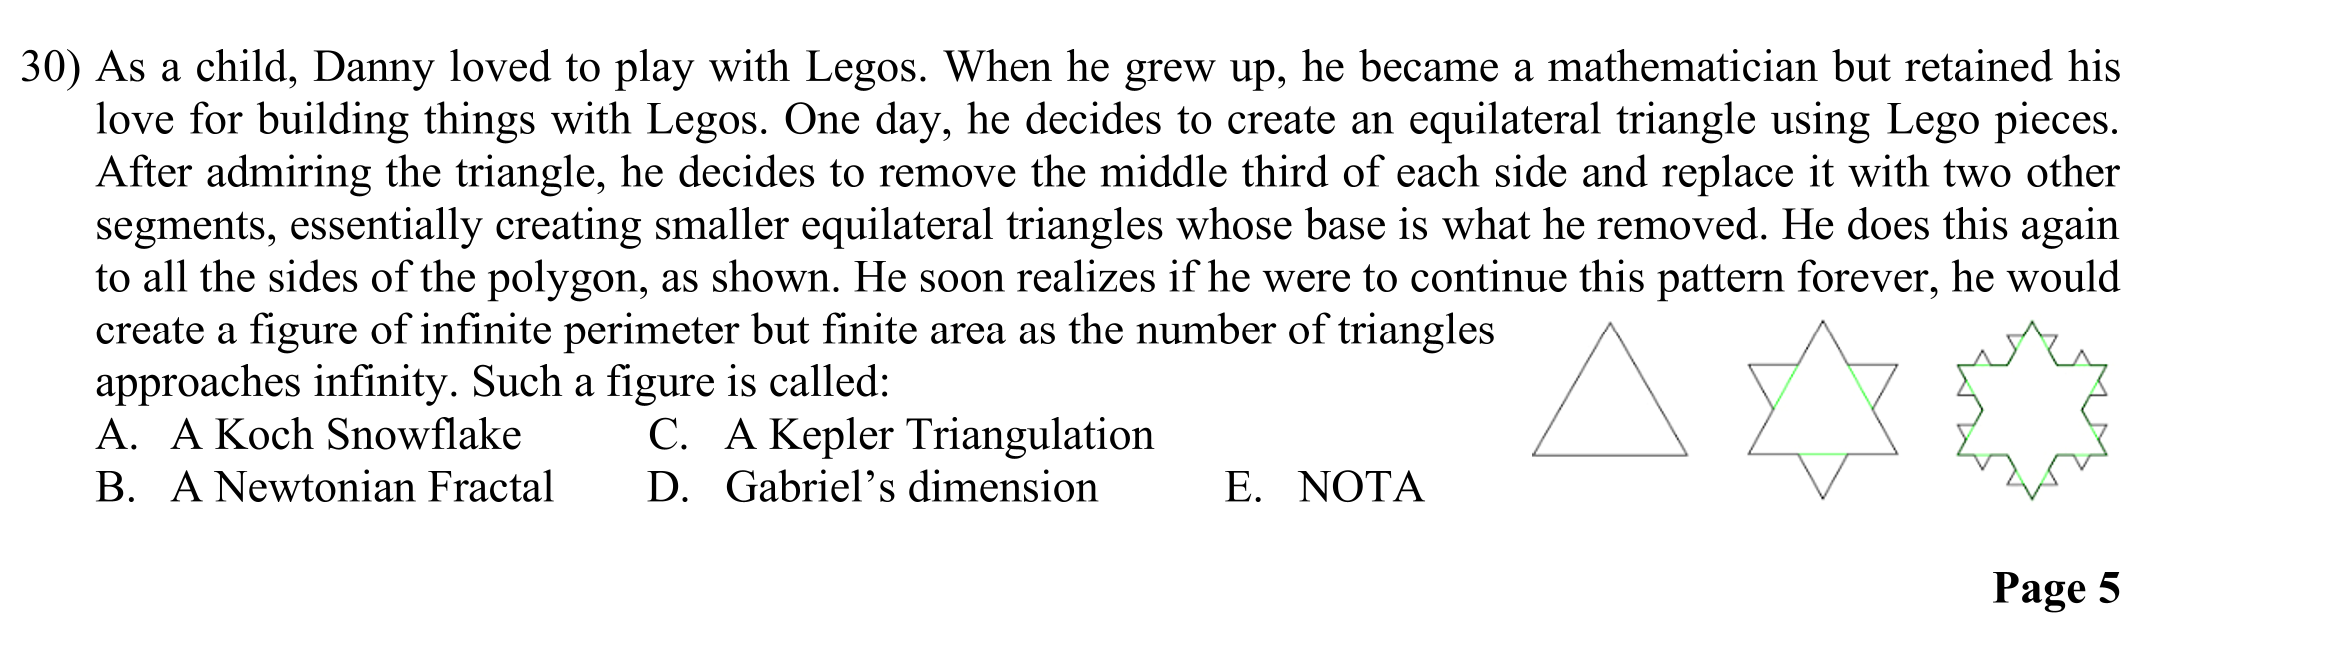 30) As a child, Danny loved to play with Legos. When he grew up, he became a mathematician but retained his
love for building things with Legos. One day, he decides to create an equilateral triangle using Lego pieces.
After admiring the triangle, he decides to remove the middle third of each side and replace it with two other
segments, essentially creating smaller equilateral triangles whose base is what he removed. He does this again
to all the sides of the polygon, as shown. He soon realizes if he were to continue this pattern forever, he would
create a figure of infinite perimeter but finite area as the number of triangles
approaches infinity. Such a figure is called:
A. A Koch Snowflake C. A Kepler Triangulation
B. A Newtonian Fractal D. Gabriel’s dimension E. NOTA
Page 5